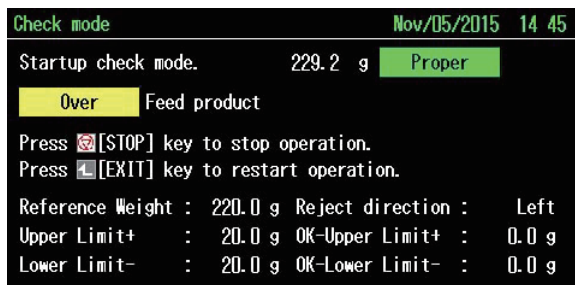 Check mode Nov/05/2015 14 45
Startup check mode. 229.2 g Proper
Over Feed product
Press [STOP] key to stop operation.
Press [EXIT] key to restart operation.
Reference Weight : 220.0 g Reject direction : Left
Upper Limit+ : 20.0 g OK-Upper Limit+ : 0.0 g
Lower Limit- : 20.0 g OK-Lower Limit- : 0.0 g